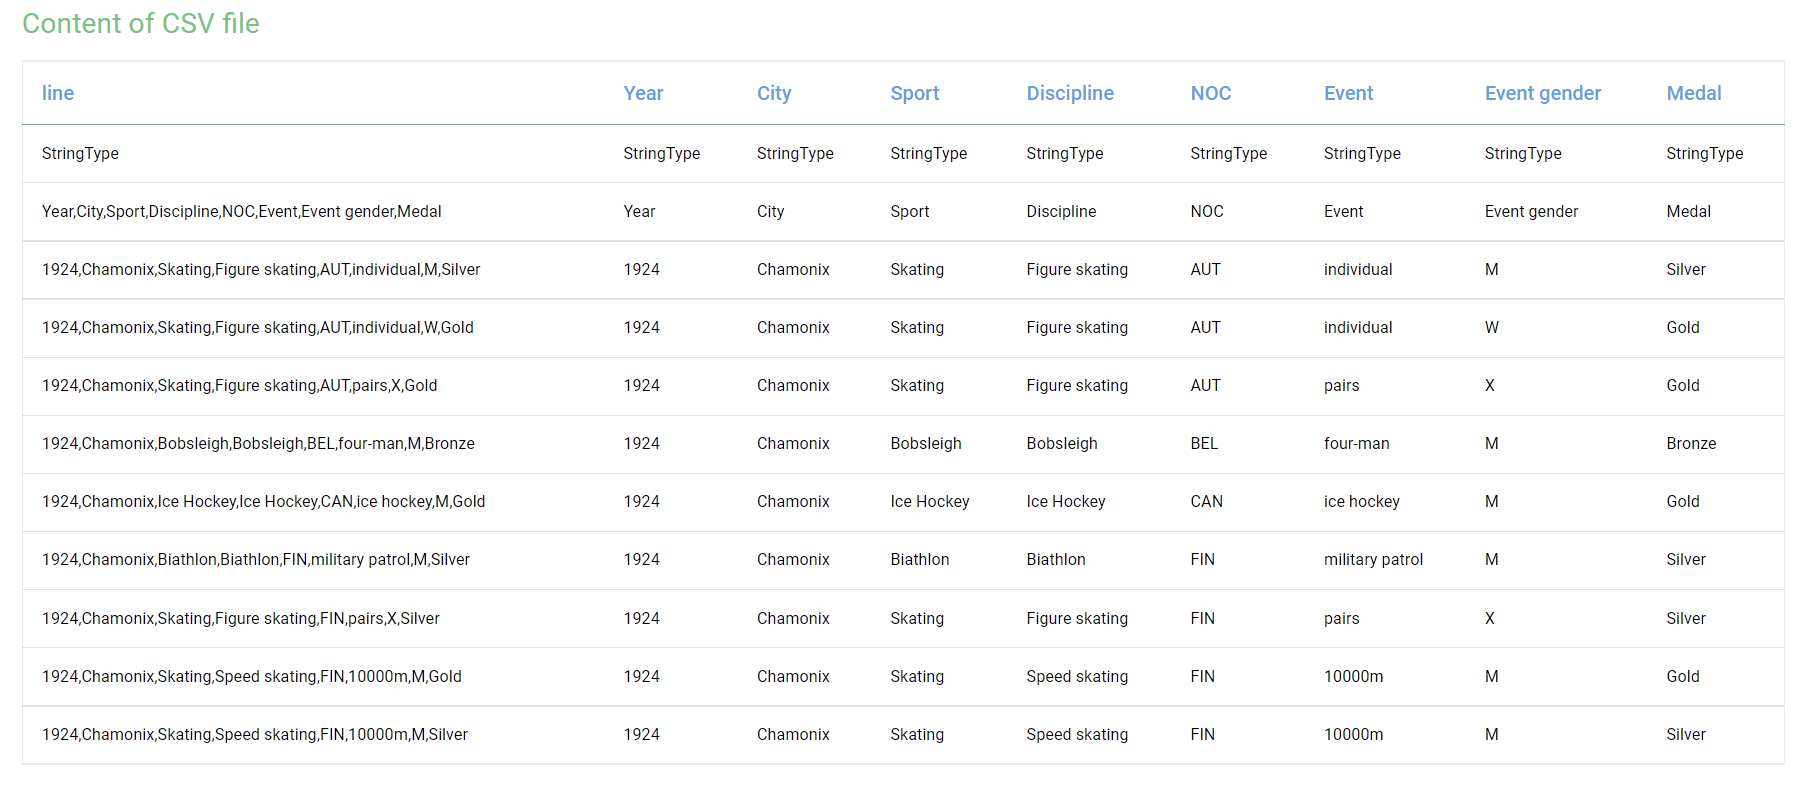 Content of CSV file
line Year City Sport Discipline NOC Event Event gender Medal
StringType StringType StringType StringType StringType StringType StringType StringType StringType
Year,City,Sport,Discipline,NOC,Event,Event gender,Medal Year City Sport Discipline NOC Event Event gender Medal
1924,Chamonix,Skating,Figure skating,AUT,individual,M,Silver 1924 Chamonix Skating Figure skating AUT individual M Silver
1924,Chamonix,Skating,Figure skating,AUT,individual,W,Gold 1924 Chamonix Skating Figure skating AUT individual W Gold
1924,Chamonix,Skating,Figure skating,AUT,pairs,X,Gold 1924 Chamonix Skating Figure skating AUT pairs X Gold
1924,Chamonix,Bobsleigh,Bobsleigh,BEL,four-man,M,Bronze 1924 Chamonix Bobsleigh Bobsleigh BEL four-man M Bronze
1924,Chamonix,Ice Hockey,Ice Hockey,CAN,ice hockey,M,Gold 1924 Chamonix Ice Hockey Ice Hockey CAN ice hockey M Gold
1924,Chamonix,Biathlon,Biathlon,FIN,military patrol,M,Silver 1924 Chamonix Biathlon Biathlon FIN military patrol M Silver
1924,Chamonix,Skating,Figure skating,FIN,pairs,X,Silver 1924 Chamonix Skating Figure skating FIN pairs X Silver
1924,Chamonix,Skating,Speed skating,FIN,10000m,M,Gold 1924 Chamonix Skating Speed skating FIN 10000m M Gold
1924,Chamonix,Skating,Speed skating,FIN,10000m,M,Silver 1924 Chamonix Skating Speed skating FIN 10000m M Silver